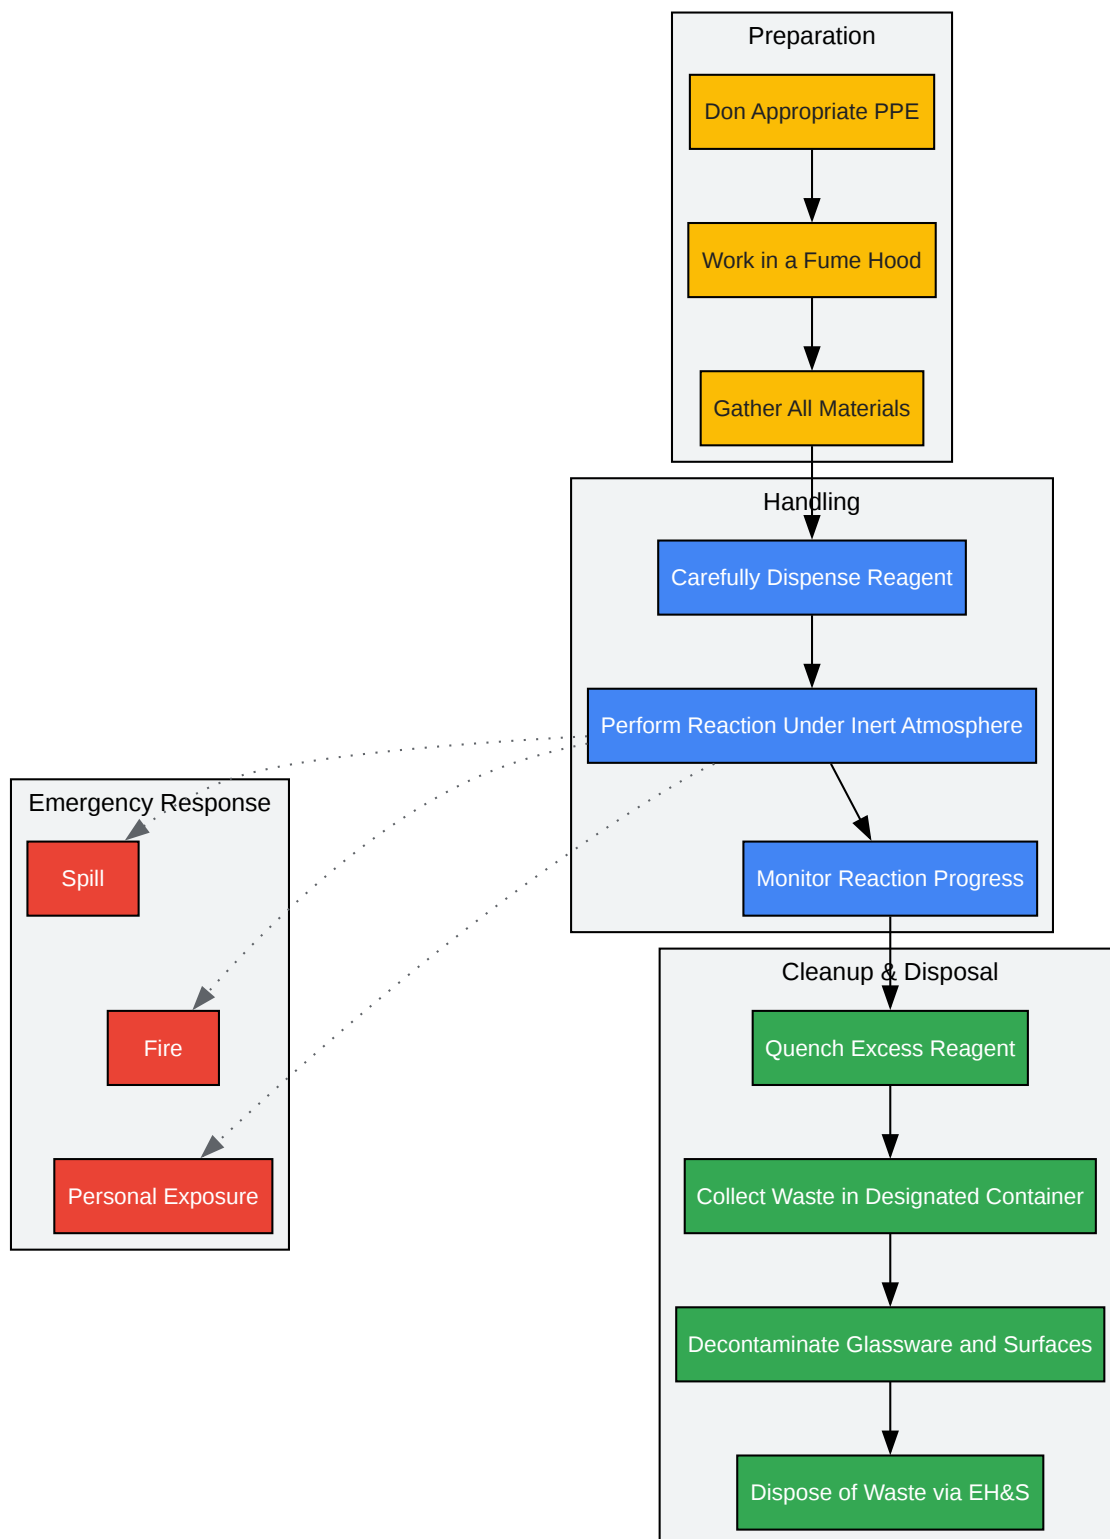 Preparation
Don Appropriate PPE
Work in a Fume Hood
Gather All Materials
Handling
Carefully Dispense Reagent
Perform Reaction Under Inert Atmosphere
Monitor Reaction Progress
Emergency Response
Spill
Fire
Personal Exposure
Cleanup & Disposal
Quench Excess Reagent
Collect Waste in Designated Container
Decontaminate Glassware and Surfaces
Dispose of Waste via EH&S